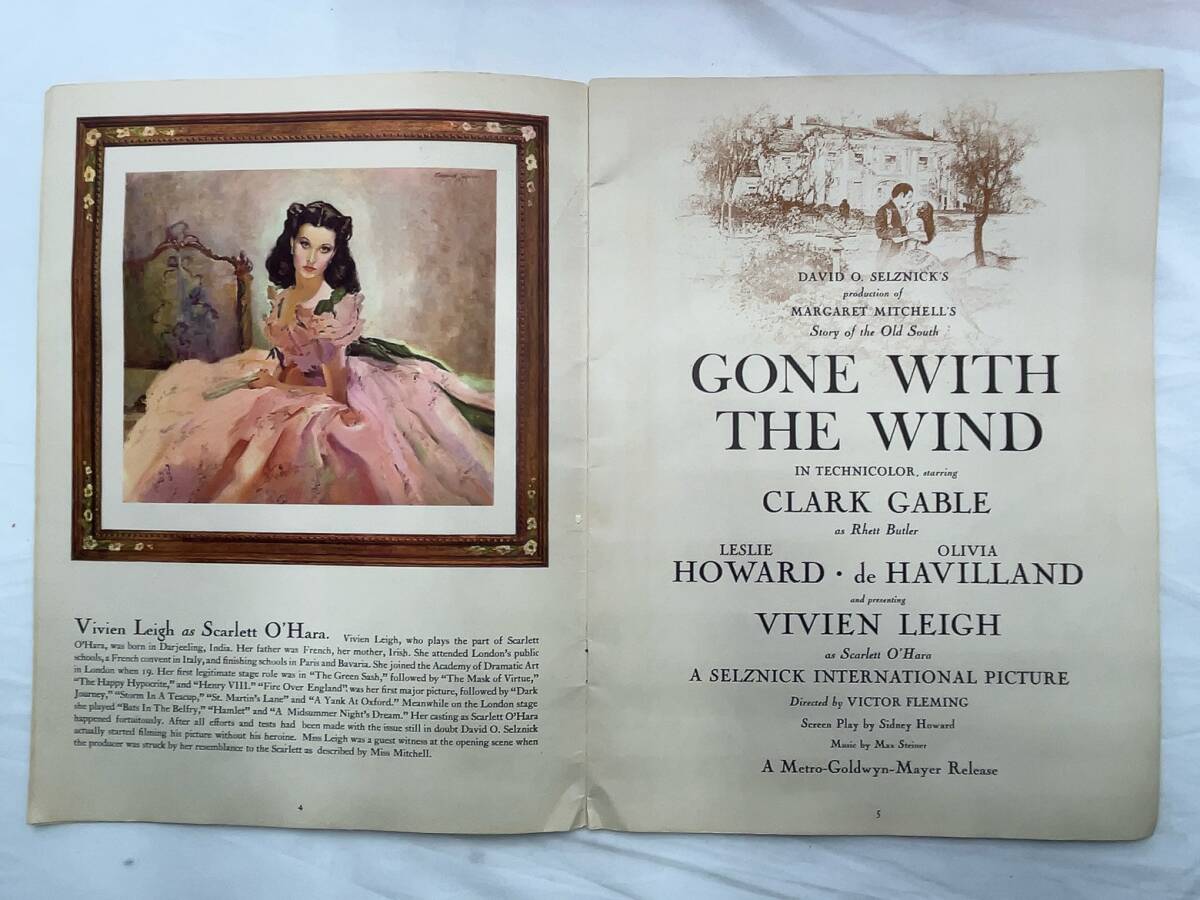 Vivien Leigh as Scarlett O'Hara. Vivien Leigh, who plays the part of Scarlett
O'Hara, was born in Darjeeling, India. Her father was French, her mother, Irish. She attended London's public
schools, a French convent in Italy, and finishing schools in Paris and Bavaria. She joined the Academy of Dramatic Art
in London when 19. Her first legitimate stage role was in "The Green Sash," followed by "The Mask of Virtue,"
"The Happy Hypocrite," and "Henry VIII." "Fire Over England" was her first major picture, followed by "Dark
Journey," "Storm In A Teacup," "St. Martin's Lane" and "A Yank At Oxford." Meanwhile on the London stage
she played "Bats In The Belfry," "Hamlet" and "A Midsummer Night's Dream." Her casting as Scarlett O'Hara
happened fortuitously. After all efforts and tests had been made with the issue still in doubt David O. Selznick
actually started filming his picture without his heroine. Miss Leigh was a guest witness at the opening scene when
the producer was struck by her resemblance to the Scarlett as described by Miss Mitchell.
4
DAVID O. SELZNICK'S
production of
MARGARET MITCHELL'S
Story of the Old South
GONE WITH
THE WIND
IN TECHNICOLOR, starring
CLARK GABLE
as Rhett Butler
LESLIE OLIVIA
HOWARD · de HAVILLAND
and presenting
VIVIEN LEIGH
as Scarlett O'Hara
A SELZNICK INTERNATIONAL PICTURE
Directed by VICTOR FLEMING
Screen Play by Sidney Howard
Music by Max Steiner
A Metro-Goldwyn-Mayer Release
5